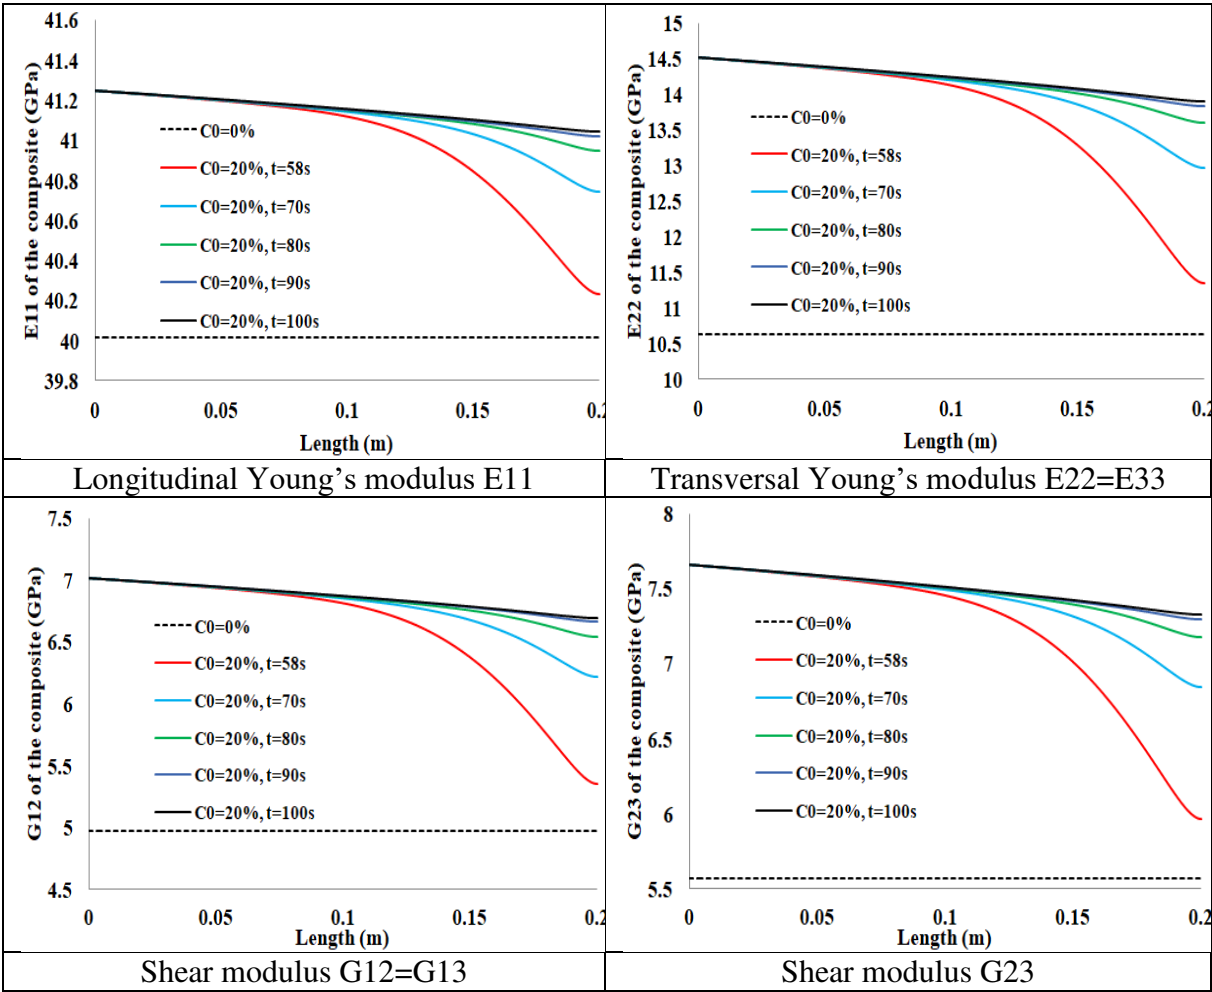 41.6
41.4
41.2
41
40.8
40.6
40.4
40.2
40
39.8
E11 of the composite (GPa)
C0=0%
C0=20%, t=58s
C0=20%, t=70s
C0=20%, t=80s
C0=20%, t=90s
C0=20%, t=100s
0 0.05 0.1 0.15 0.2
Length (m)
Longitudinal Young's modulus E11
15
14.5
14
13.5
13
12.5
12
11.5
11
10.5
10
E22 of the composite (GPa)
C0=0%
C0=20%, t=58s
C0=20%, t=70s
C0=20%, t=80s
C0=20%, t=90s
C0=20%, t=100s
0 0.05 0.1 0.15 0.2
Length (m)
Transversal Young's modulus E22=E33
7.5
7
6.5
6
5.5
5
4.5
G12 of the composite (GPa)
C0=0%
C0=20%, t=58s
C0=20%, t=70s
C0=20%, t=80s
C0=20%, t=90s
C0=20%, t=100s
0 0.05 0.1 0.15 0.2
Length (m)
Shear modulus G12=G13
8
7.5
7
6.5
6
5.5
G23 of the composite (GPa)
C0=0%
C0=20%, t=58s
C0=20%, t=70s
C0=20%, t=80s
C0=20%, t=90s
C0=20%, t=100s
0 0.05 0.1 0.15 0.2
Length (m)
Shear modulus G23